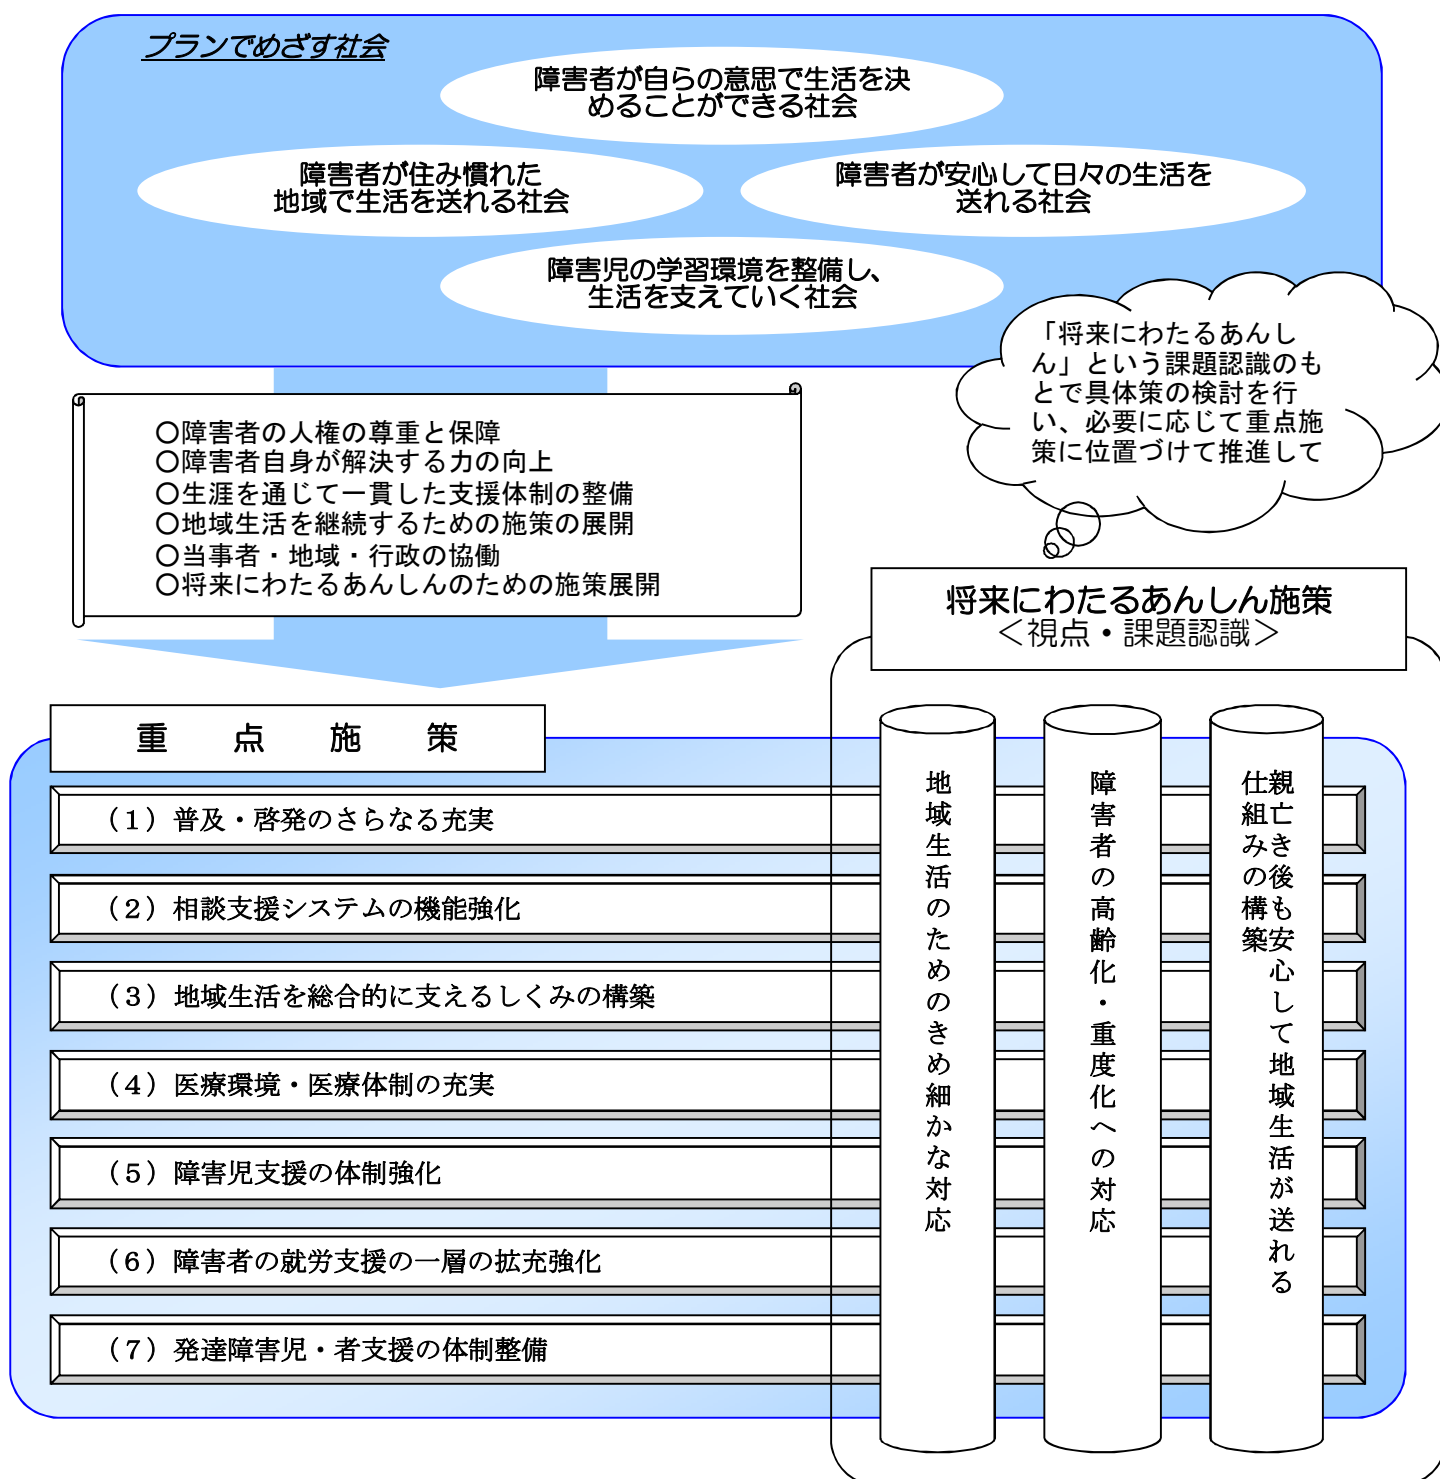 プランでめざす社会
障害者が自らの意思で生活を決
めることができる社会
障害者が住み慣れた
地域で生活を送れる社会
障害者が安心して日々の生活を
送れる社会
障害児の学習環境を整備し、
生活を支えていく社会
「将来にわたるあんし
ん」という課題認識のも
とで具体策の検討を行
い、必要に応じて重点施
策に位置づけて推進して
○障害者の人権の尊重と保障
○障害者自身が解決する力の向上
○生涯を通じて一貫した支援体制の整備
○地域生活を継続するための施策の展開
○当事者・地域・行政の協働
○将来にわたるあんしんのための施策展開
将来にわたるあんしん施策
＜視点・課題認識＞
重　点　施　策
（１）普及・啓発のさらなる充実
（２）相談支援システムの機能強化
（３）地域生活を総合的に支えるしくみの構築
（４）医療環境・医療体制の充実
（５）障害児支援の体制強化
（６）障害者の就労支援の一層の拡充強化
（７）発達障害児・者支援の体制整備
地域生活のためのきめ細かな対応
障害者の高齢化・重度化への対応
親亡き後も安心して地域生活が送れる
仕組みの構築